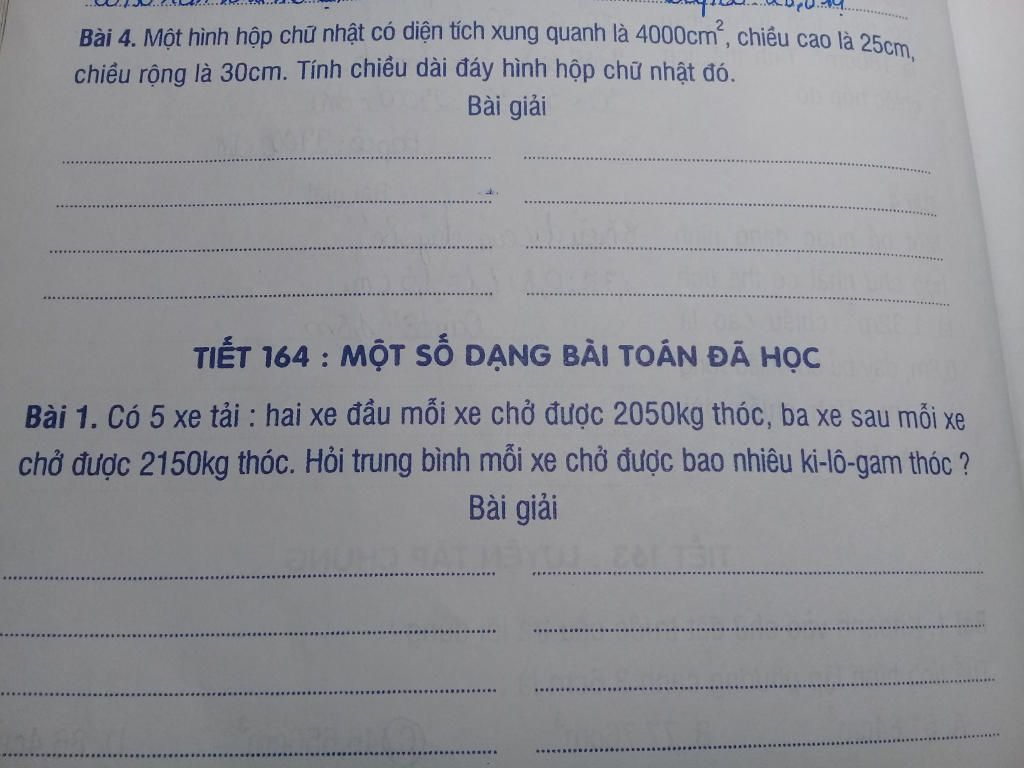 Bài 4. Một hình hộp chữ nhật có diện tích xung quanh là 4000cm², chiều cao là 25cm,
chiều rộng là 30cm. Tính chiều dài đáy hình hộp chữ nhật đó.
Bài giải
TIẾT 164 : MỘT SỐ DẠNG BÀI TOÁN ĐÃ HỌC
Bài 1. Có 5 xe tải : hai xe đầu mỗi xe chở được 2050kg thóc, ba xe sau mỗi xe
chở được 2150kg thóc. Hỏi trung bình mỗi xe chở được bao nhiêu ki-lô-gam thóc ?
Bài giải